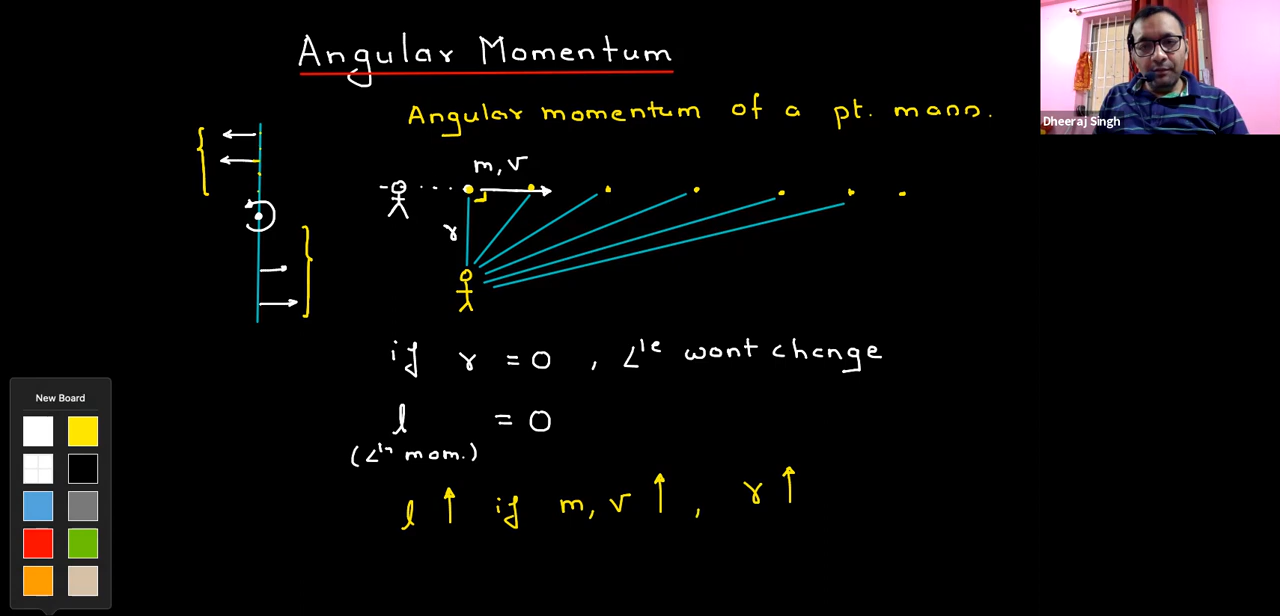 Angular Momentum
Angular momentum of a pt. mass.
Dheeraj Singh
m, v
r
if r = 0 , ∠le wont change
l = 0
(∠lr mom.)
l ↑ if m, v ↑ , r ↑
New Board